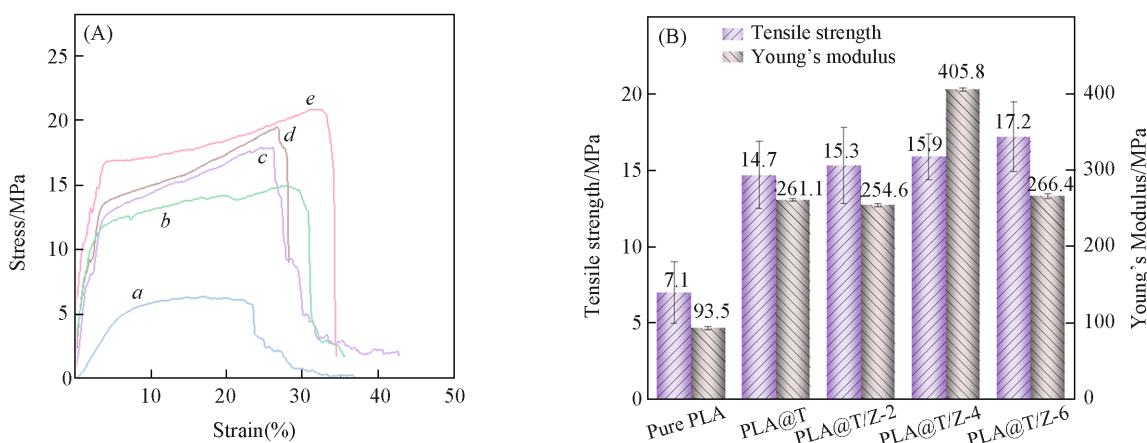 (A)
25
20
15
10
5
0
Stress/MPa
a
b
c
d
e
10 20 30 40 50
Strain(%)
(B)
Tensile strength
Young's modulus
20
15
10
5
0
Tensile strength/MPa
7.1
93.5
14.7
261.1
15.3
254.6
15.9
405.8
17.2
266.4
400
300
200
100
0
Young's Modulus/MPa
Pure PLA
PLA@T
PLA@T/Z-2
PLA@T/Z-4
PLA@T/Z-6